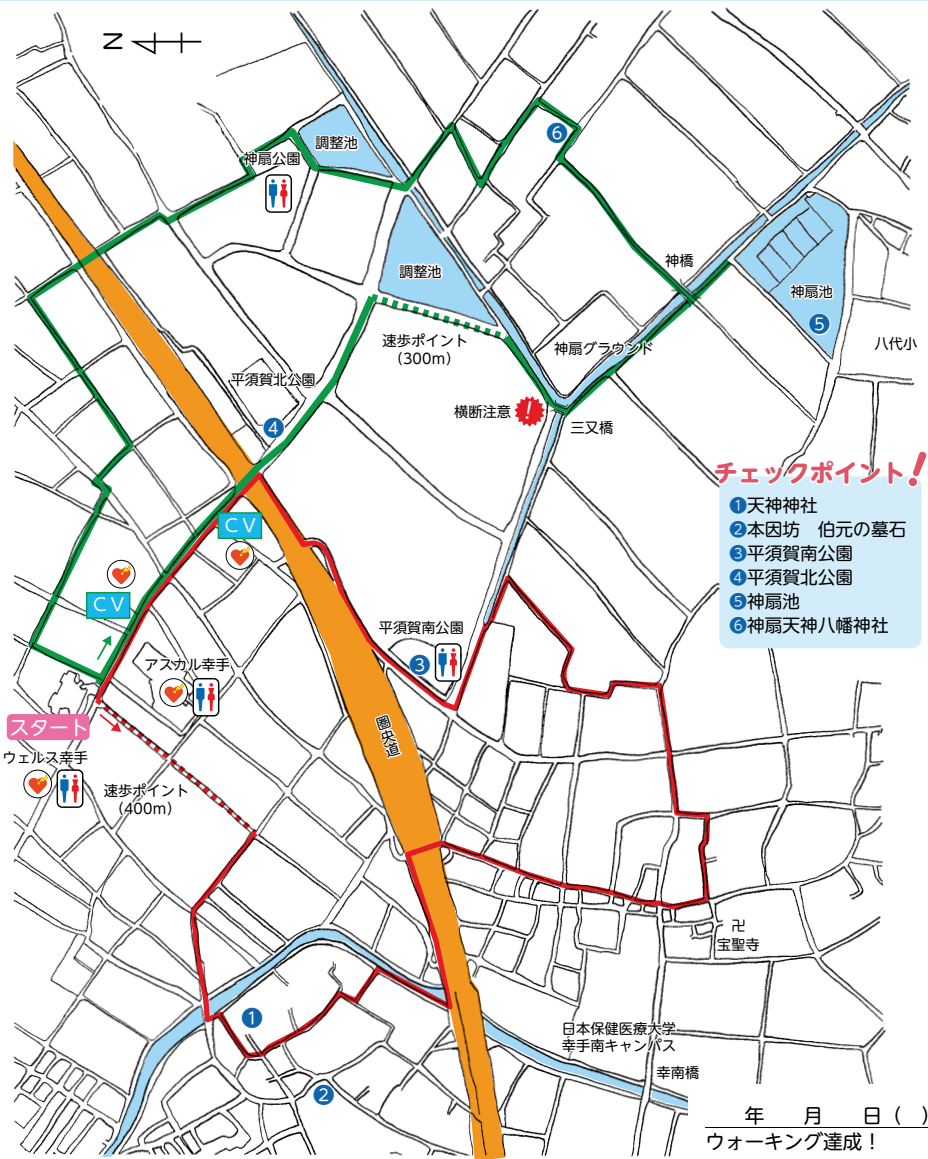 N
調整池
神扇公園
6
調整池
神橋
神扇池
5
速歩ポイント
(300m)
神扇グラウンド
八代小
平須賀北公園
4
横断注意
三又橋
チェックポイント!
1天神神社
2本因坊　伯元の墓石
3平須賀南公園
4平須賀北公園
5神扇池
6神扇天神八幡神社
CV
CV
平須賀南公園
3
アスカル幸手
スタート
ウェルス幸手
圏央道
速歩ポイント
(400m)
卍
宝聖寺
1
日本保健医療大学
幸手南キャンパス
幸南橋
2
年　月　日（　）
ウォーキング達成！